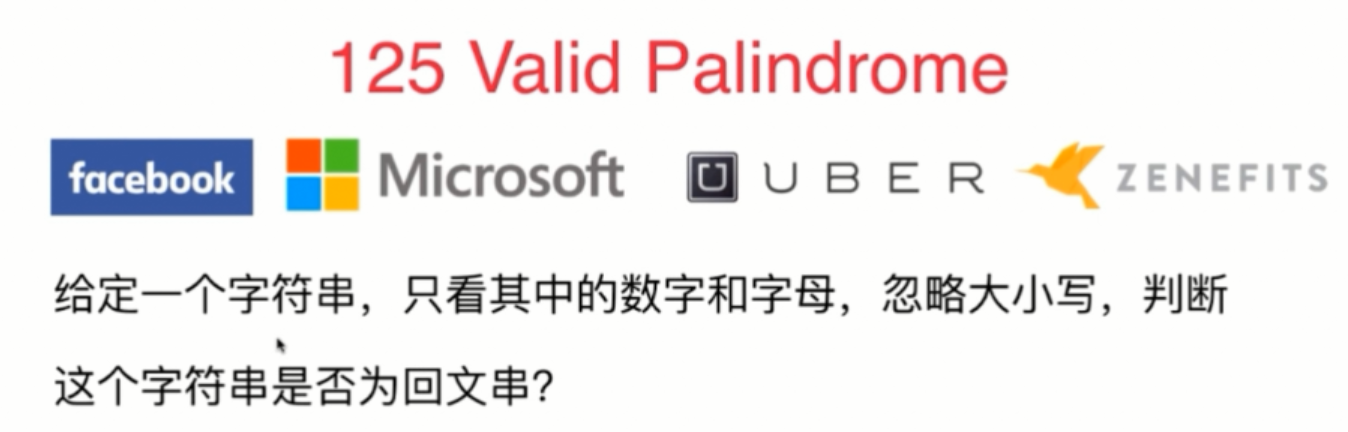 125 Valid Palindrome
facebook Microsoft UBER ZENEFITS
给定一个字符串，只看其中的数字和字母，忽略大小写，判断
这个字符串是否为回文串？